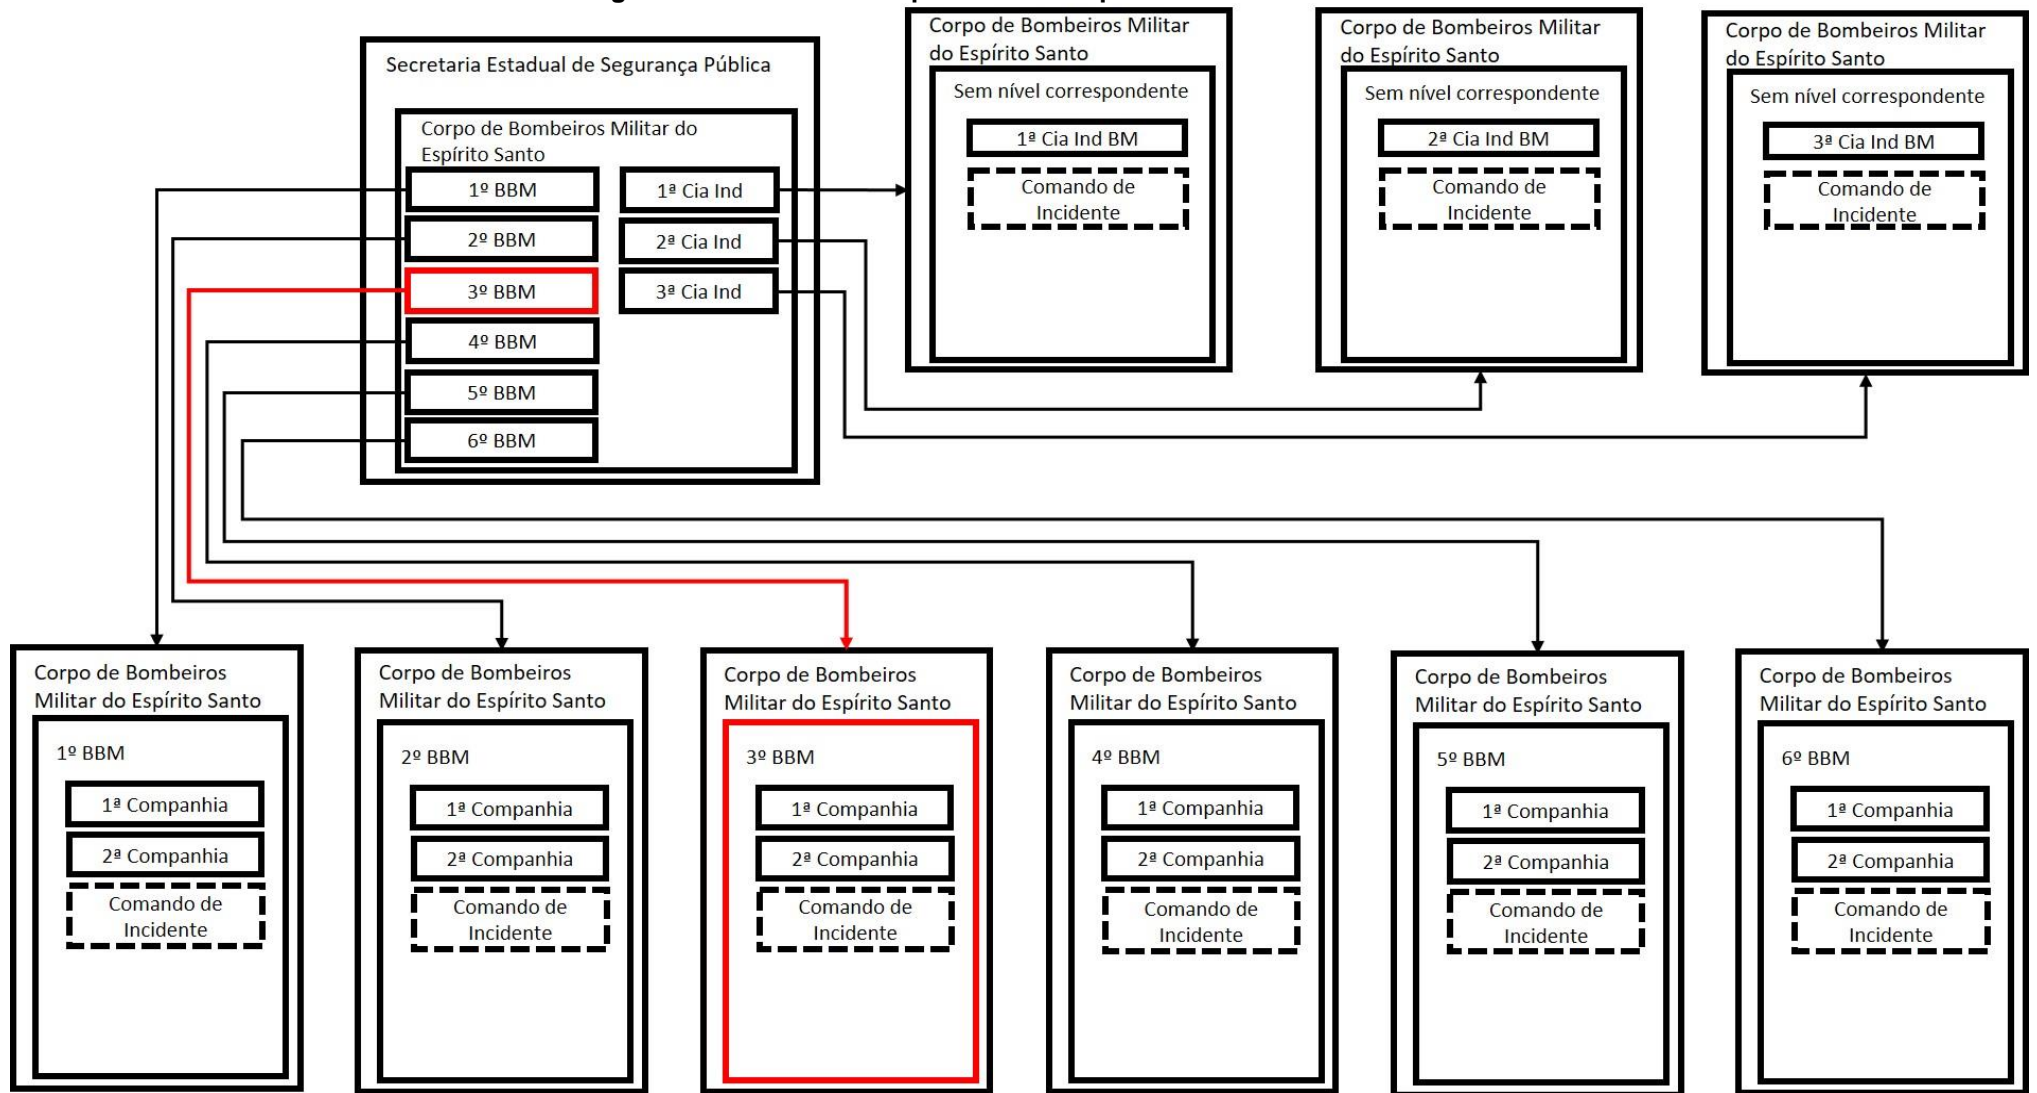 Secretaria Estadual de Segurança Pública
Corpo de Bombeiros Militar do
Espírito Santo
1º BBM
2º BBM
3º BBM
4º BBM
5º BBM
6º BBM
1ª Cia Ind
2ª Cia Ind
3ª Cia Ind
Corpo de Bombeiros Militar
do Espírito Santo
Sem nível correspondente
1ª Cia Ind BM
Comando de
Incidente
Corpo de Bombeiros Militar
do Espírito Santo
Sem nível correspondente
2ª Cia Ind BM
Comando de
Incidente
Corpo de Bombeiros Militar
do Espírito Santo
Sem nível correspondente
3ª Cia Ind BM
Comando de
Incidente
Corpo de Bombeiros
Militar do Espírito Santo
1º BBM
1ª Companhia
2ª Companhia
Comando de
Incidente
Corpo de Bombeiros
Militar do Espírito Santo
2º BBM
1ª Companhia
2ª Companhia
Comando de
Incidente
Corpo de Bombeiros
Militar do Espírito Santo
3º BBM
1ª Companhia
2ª Companhia
Comando de
Incidente
Corpo de Bombeiros
Militar do Espírito Santo
4º BBM
1ª Companhia
2ª Companhia
Comando de
Incidente
Corpo de Bombeiros
Militar do Espírito Santo
5º BBM
1ª Companhia
2ª Companhia
Comando de
Incidente
Corpo de Bombeiros
Militar do Espírito Santo
6º BBM
1ª Companhia
2ª Companhia
Comando de
Incidente